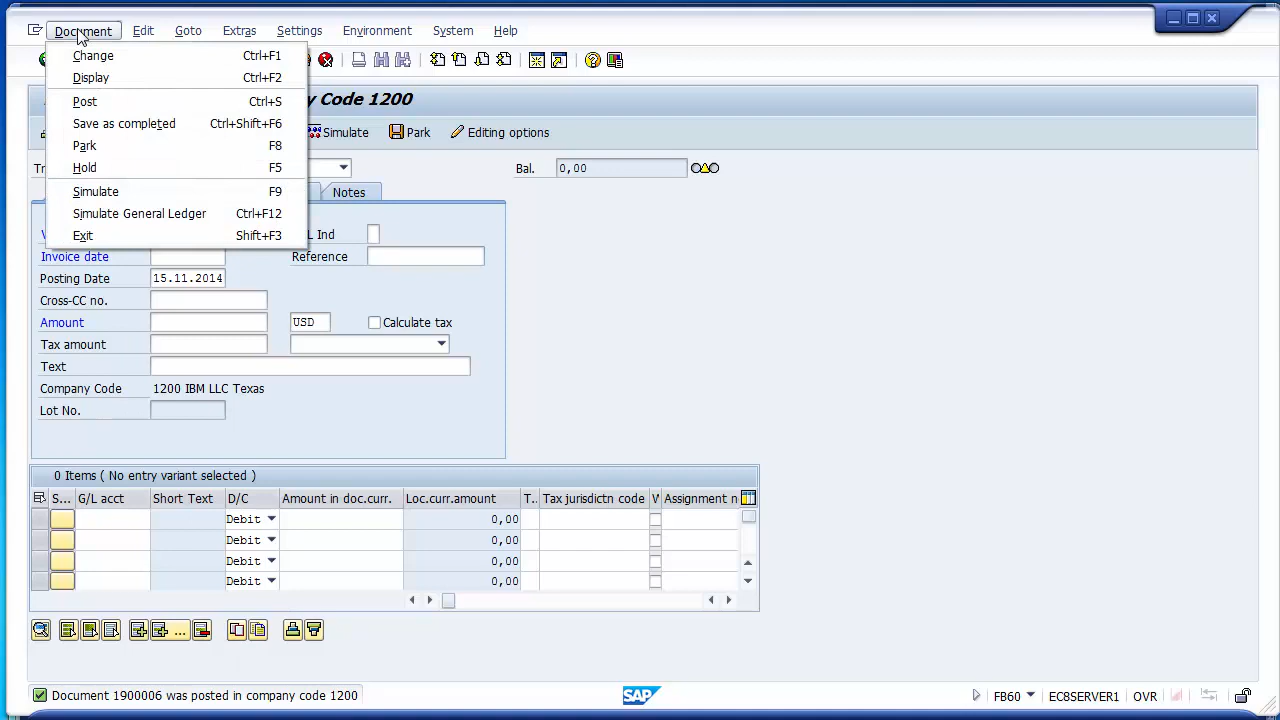 Document Edit Goto Extras Settings Environment System Help
Change Ctrl+F1
Display Ctrl+F2
Post Ctrl+S
Save as completed Ctrl+Shift+F6
Park F8
Hold F5
Simulate F9
Simulate General Ledger Ctrl+F12
Exit Shift+F3
y Code 1200
Simulate Park Editing options
Tr Bal. 0,00
Notes
V L Ind
Invoice date Reference
Posting Date 15.11.2014
Cross-CC no.
Amount USD Calculate tax
Tax amount
Text
Company Code 1200 IBM LLC Texas
Lot No.
0 Items ( No entry variant selected )
S... G/L acct Short Text D/C Amount in doc.curr. Loc.curr.amount T.. Tax jurisdictn code V Assignment n
Debit 0,00
Debit 0,00
Debit 0,00
Debit 0,00
...
Document 1900006 was posted in company code 1200 SAP FB60 EC8SERVER1 OVR